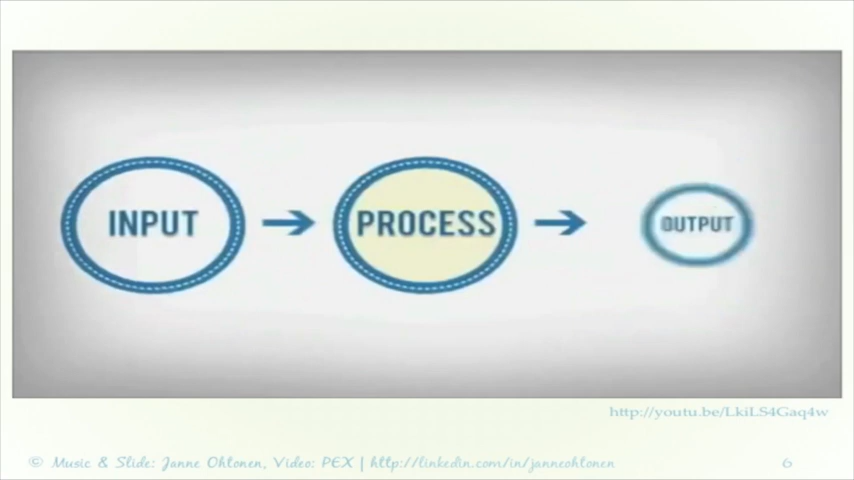 INPUT PROCESS OUTPUT
http://youtu.be/LkiLS4Gaq4w
© Music & Slide: Janne Ohtonen, Video: PEX | http://linkedin.com/in/janneohtonen 6